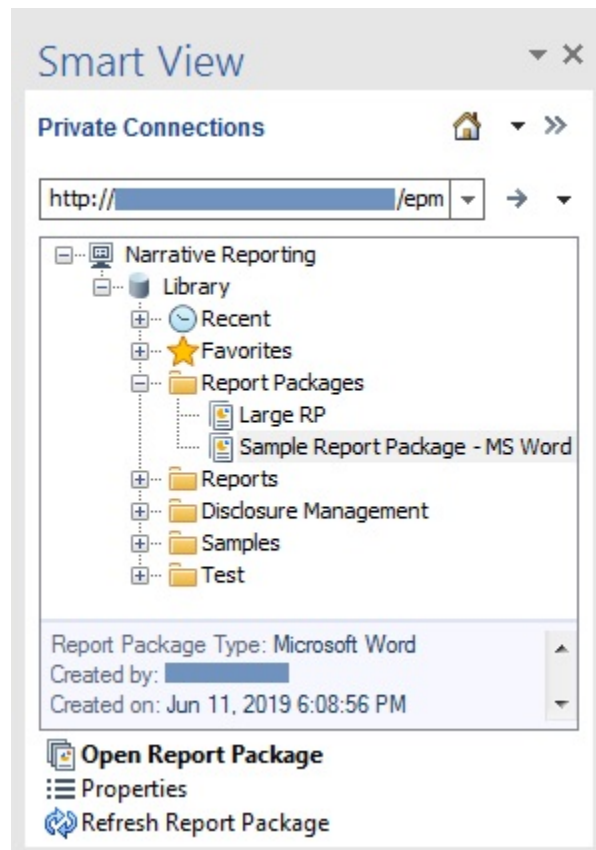 Smart View
Private Connections
http:// /epm
Narrative Reporting
Library
Recent
Favorites
Report Packages
Large RP
Sample Report Package - MS Word
Reports
Disclosure Management
Samples
Test
Report Package Type: Microsoft Word
Created by:
Created on: Jun 11, 2019 6:08:56 PM
Open Report Package
Properties
Refresh Report Package